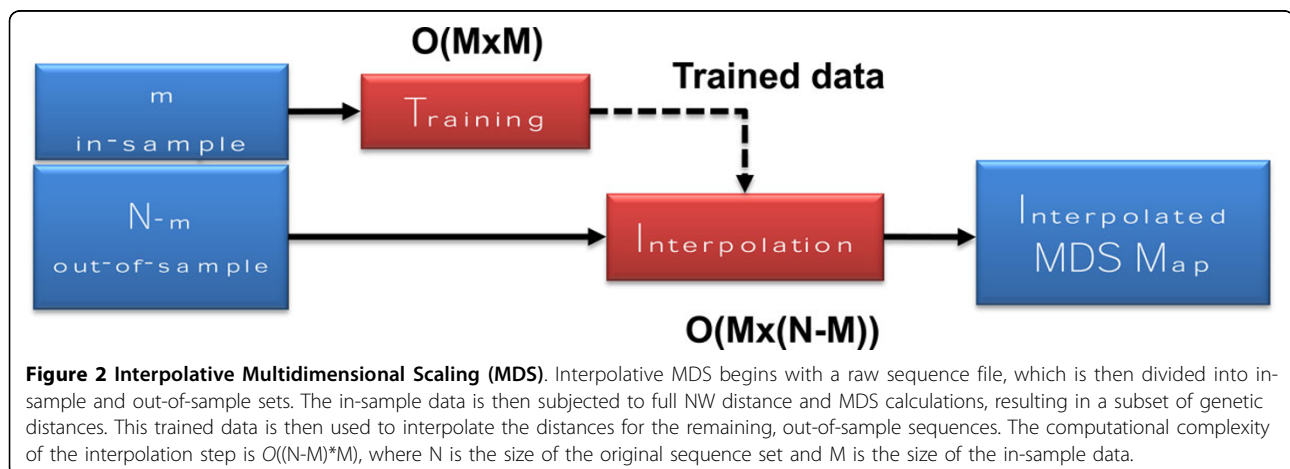 O(MxM)
m
in-sample
Training
Trained data
N-m
out-of-sample
Interpolation
Interpolated
MDS Map
O(Mx(N-M))
Figure 2 Interpolative Multidimensional Scaling (MDS). Interpolative MDS begins with a raw sequence file, which is then divided into in-
sample and out-of-sample sets. The in-sample data is then subjected to full NW distance and MDS calculations, resulting in a subset of genetic
distances. This trained data is then used to interpolate the distances for the remaining, out-of-sample sequences. The computational complexity
of the interpolation step is O((N-M)*M), where N is the size of the original sequence set and M is the size of the in-sample data.